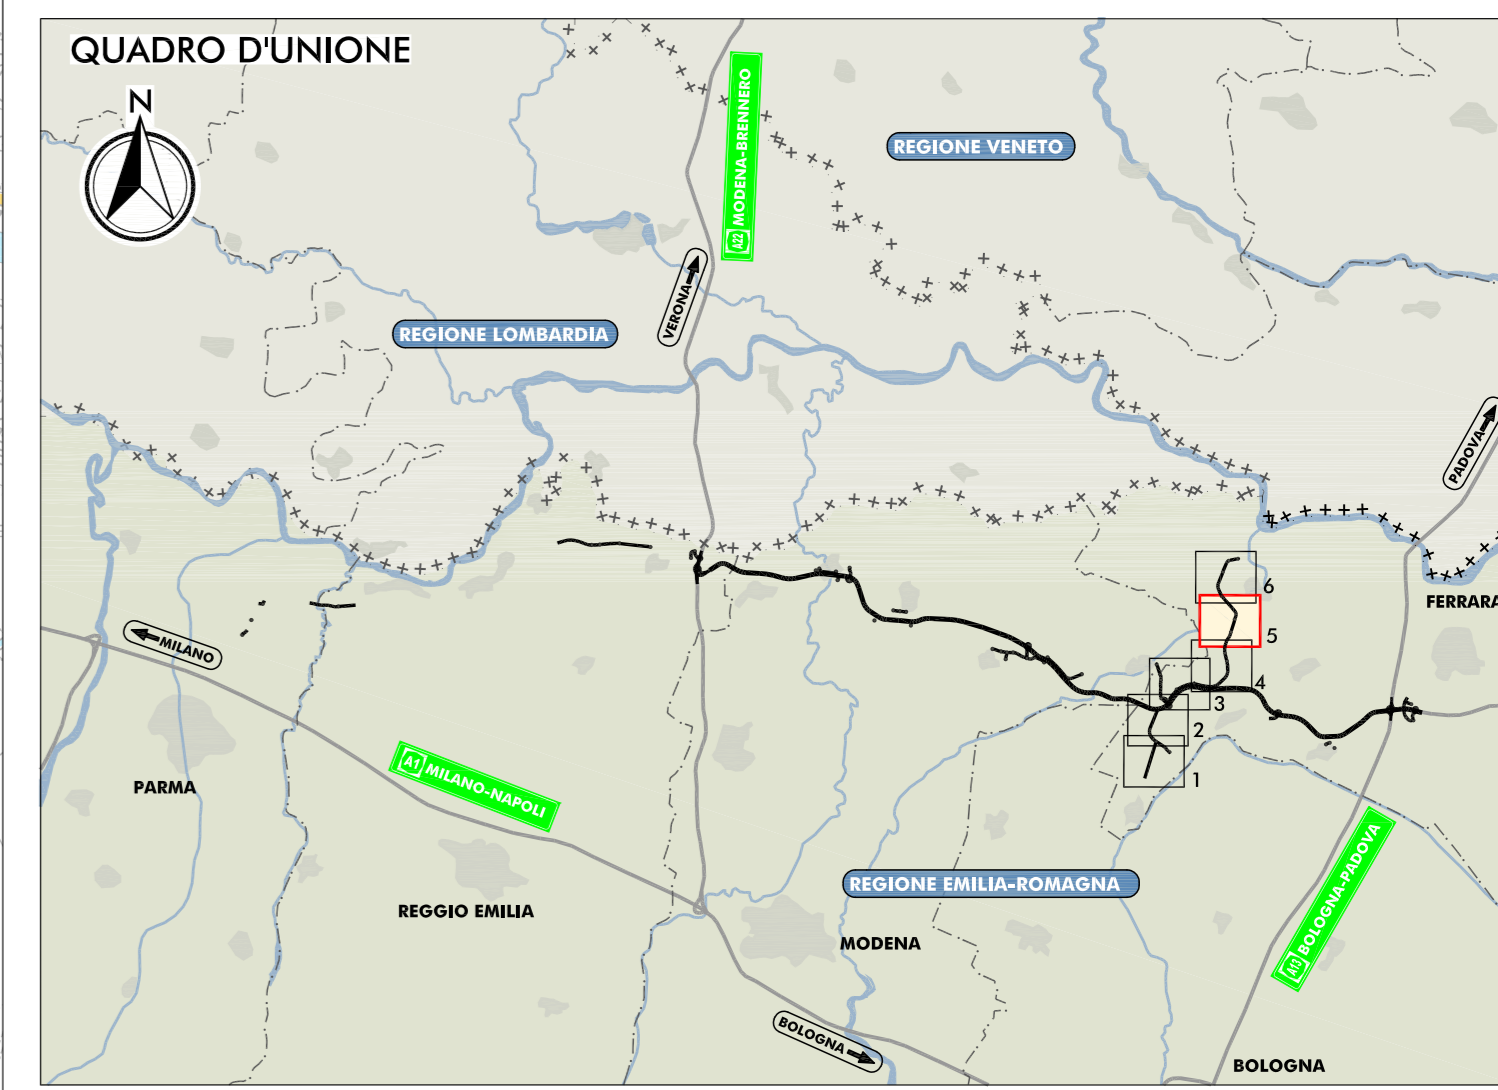 QUADRO D'UNIONE
N
A22 MODENA-BRENNERO
REGIONE VENETO
VERONA
REGIONE LOMBARDIA
PADOVA
6
FERRARA
5
MILANO
4
3
2
1
PARMA
A1 MILANO-NAPOLI
REGIONE EMILIA-ROMAGNA
A13 BOLOGNA-PADOVA
REGGIO EMILIA
MODENA
BOLOGNA
BOLOGNA